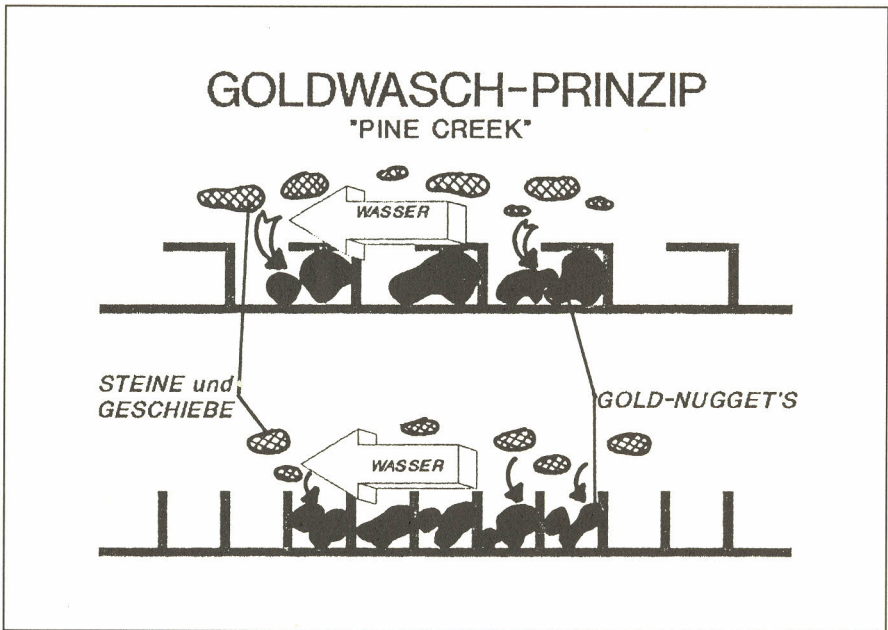 GOLDWASCH-PRINZIP
"PINE CREEK"
WASSER
STEINE und
GESCHIEBE
GOLD-NUGGET'S
WASSER